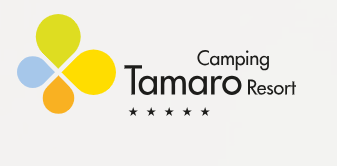 Camping
Tamaro Resort
★ ★ ★ ★ ★